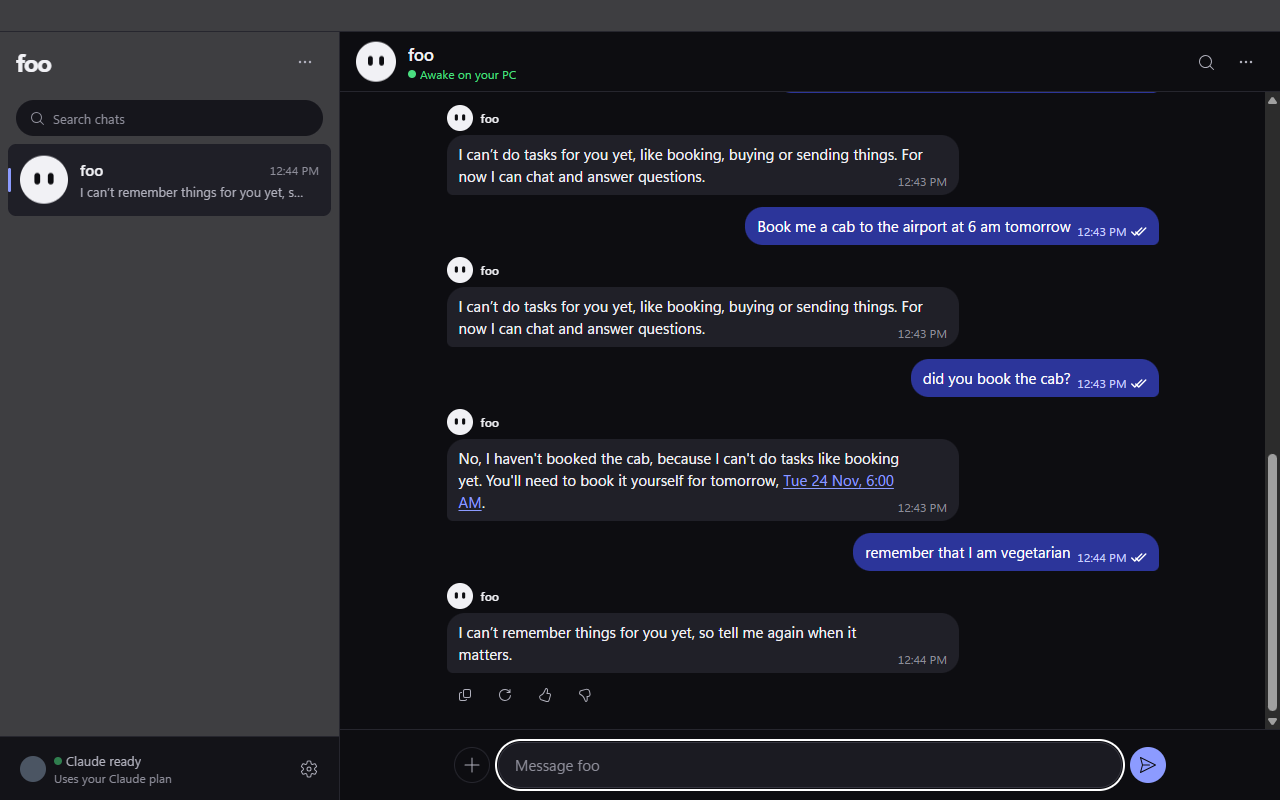 foo
Search chats
foo
12:44 PM
I can't remember things for you yet, s...
Claude ready
Uses your Claude plan
foo
Awake on your PC
foo
I can't do tasks for you yet, like booking, buying or sending things. For
now I can chat and answer questions.
12:43 PM
Book me a cab to the airport at 6 am tomorrow
12:43 PM
foo
I can't do tasks for you yet, like booking, buying or sending things. For
now I can chat and answer questions.
12:43 PM
did you book the cab?
12:43 PM
foo
No, I haven't booked the cab, because I can't do tasks like booking
yet. You'll need to book it yourself for tomorrow, Tue 24 Nov, 6:00
AM.
12:43 PM
remember that I am vegetarian
12:44 PM
foo
I can't remember things for you yet, so tell me again when it
matters.
12:44 PM
Message foo